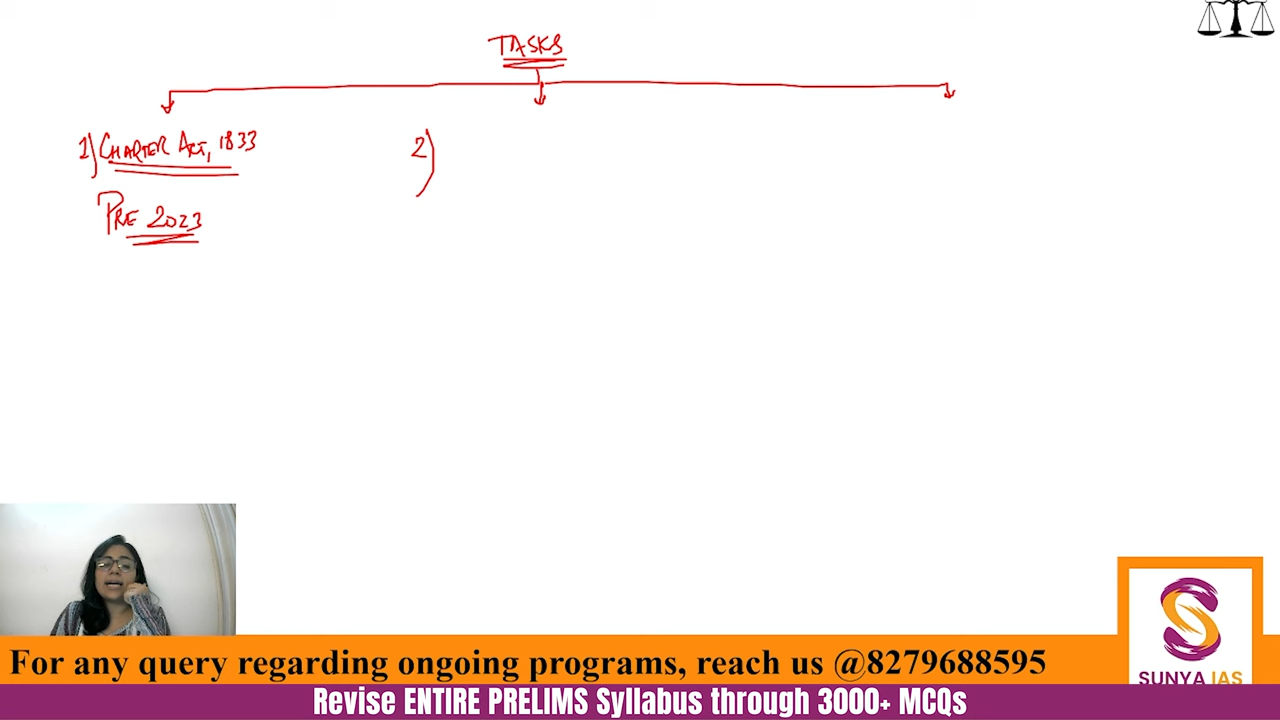 TASKS
1) CHARTER ACT, 1833
2)
PRE 2023
For any query regarding ongoing programs, reach us @8279688595
SUNYA IAS
Revise ENTIRE PRELIMS Syllabus through 3000+ MCQs